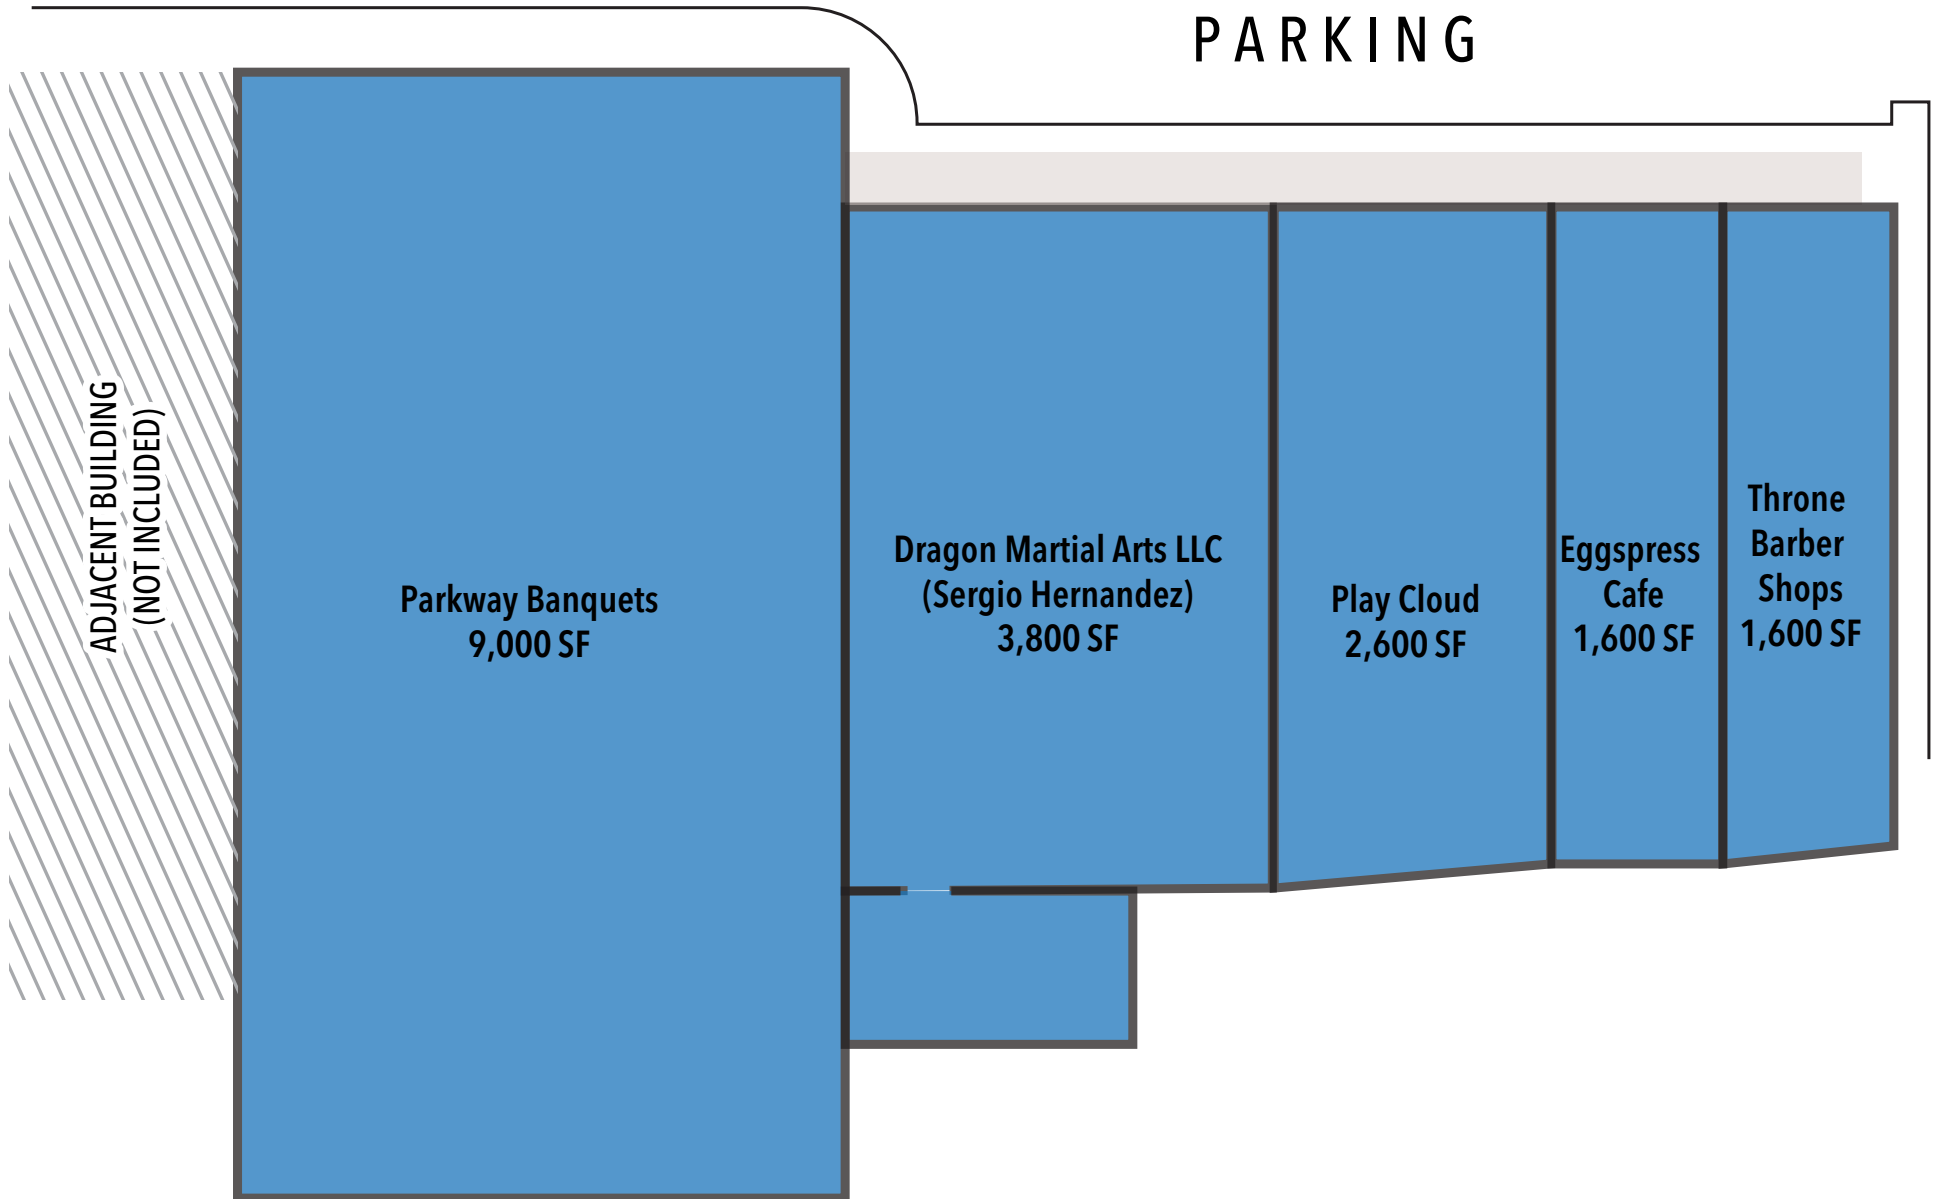 PARKING
ADJACENT BUILDING
(NOT INCLUDED)
Parkway Banquets
9,000 SF
Dragon Martial Arts LLC
(Sergio Hernandez)
3,800 SF
Play Cloud
2,600 SF
Eggspress
Cafe
1,600 SF
Throne
Barber
Shops
1,600 SF